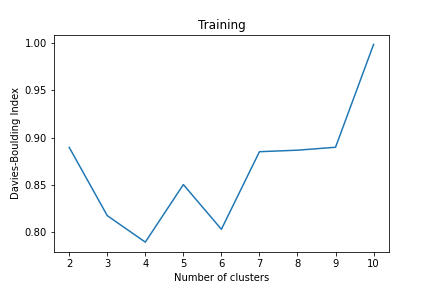 Training
1.00
0.95
0.90
0.85
0.80
Davies-Boulding Index
2 3 4 5 6 7 8 9 10
Number of clusters